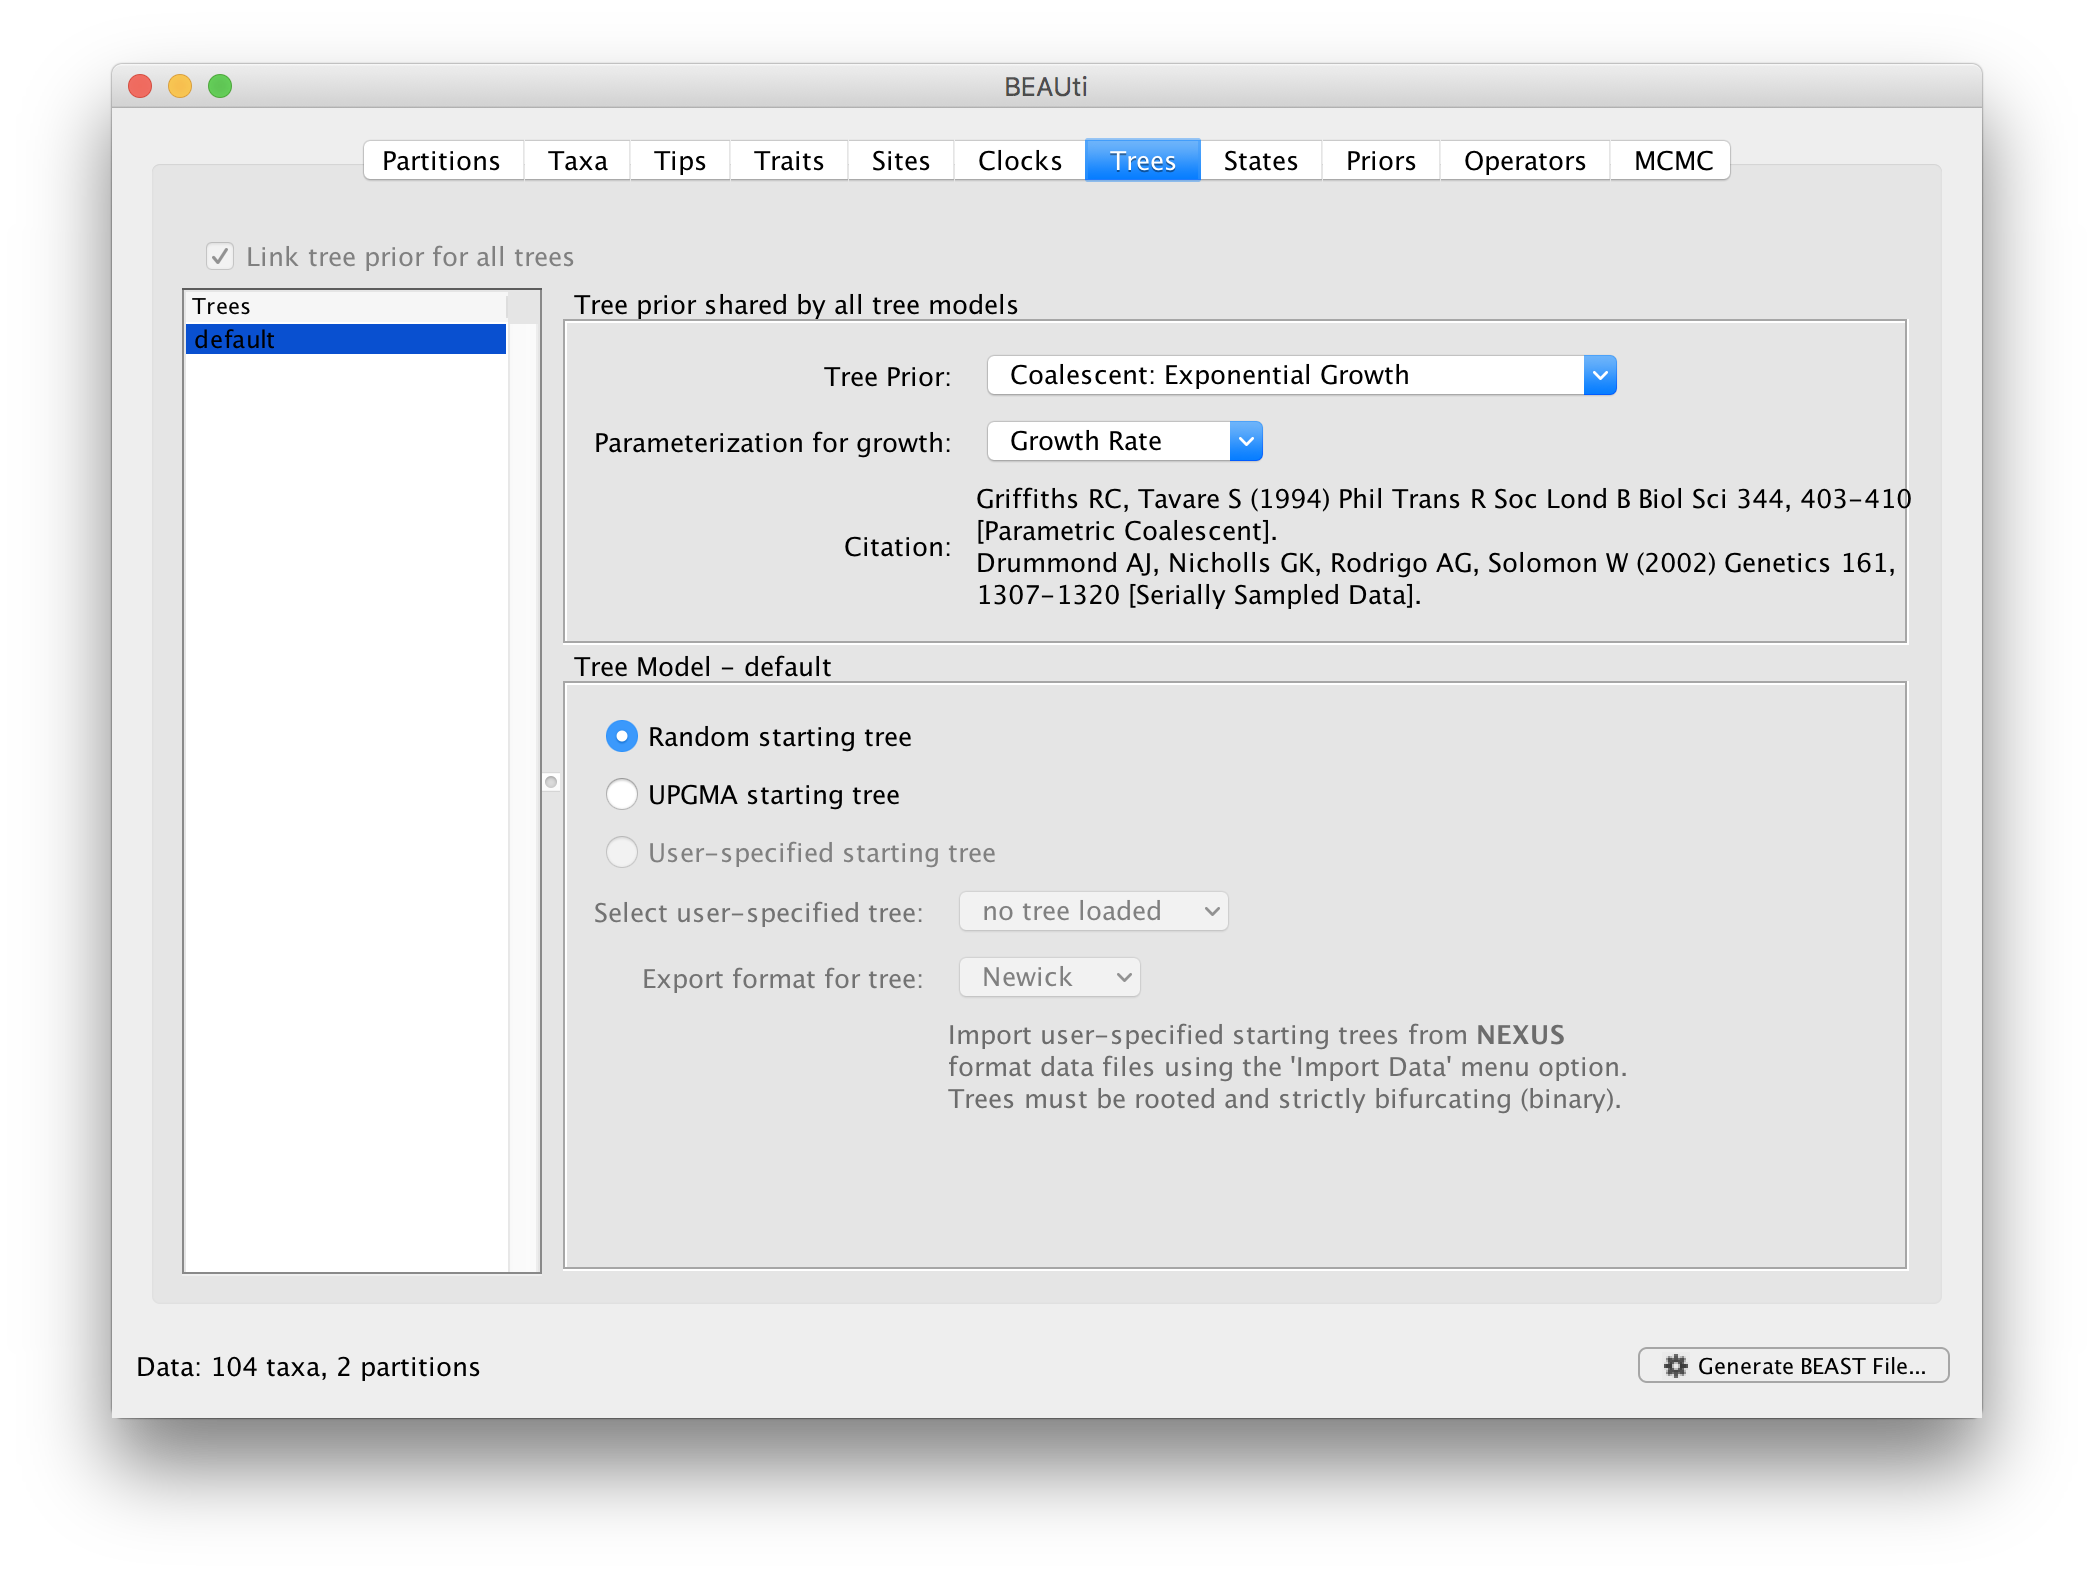 BEAUti
Partitions Taxa Tips Traits Sites Clocks Trees States Priors Operators MCMC
Link tree prior for all trees
Trees
default
Tree prior shared by all tree models
Tree Prior: Coalescent: Exponential Growth
Parameterization for growth: Growth Rate
Citation:
Griffiths RC, Tavare S (1994) Phil Trans R Soc Lond B Biol Sci 344, 403-410
[Parametric Coalescent].
Drummond AJ, Nicholls GK, Rodrigo AG, Solomon W (2002) Genetics 161,
1307-1320 [Serially Sampled Data].
Tree Model - default
Random starting tree
UPGMA starting tree
User-specified starting tree
Select user-specified tree: no tree loaded
Export format for tree: Newick
Import user-specified starting trees from NEXUS
format data files using the 'Import Data' menu option.
Trees must be rooted and strictly bifurcating (binary).
Data: 104 taxa, 2 partitions
Generate BEAST File...